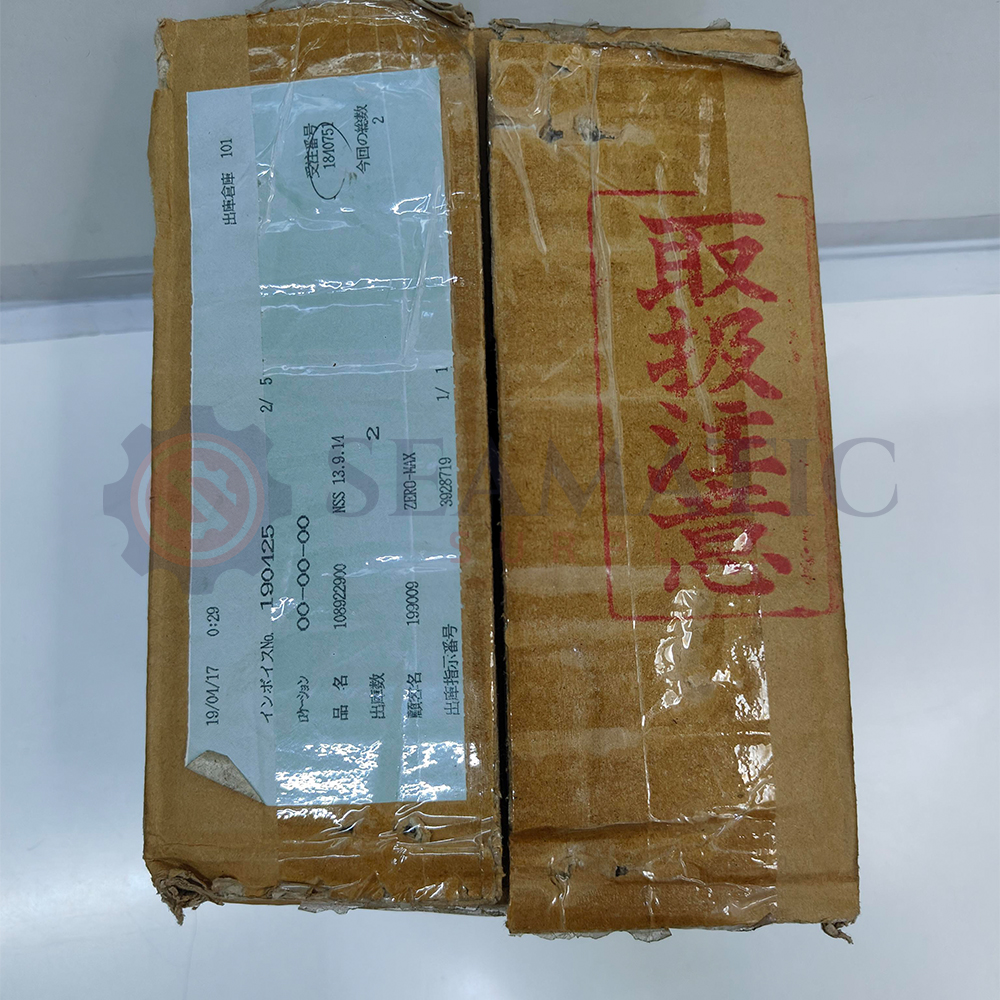 19/04/17 0:29 出庫倉庫 101
インボイスNo. 190425 2/ 5
受注番号
1840751
ﾛｹｰｼｮﾝ 00-00-00
今回の総数
2
品 名 108922900 NSS 13.9.14
出庫数 2
顧客名 199009 ZERO-MAX
出庫指示番号 3928719 1/ 1
取扱注意
SEAMATIC